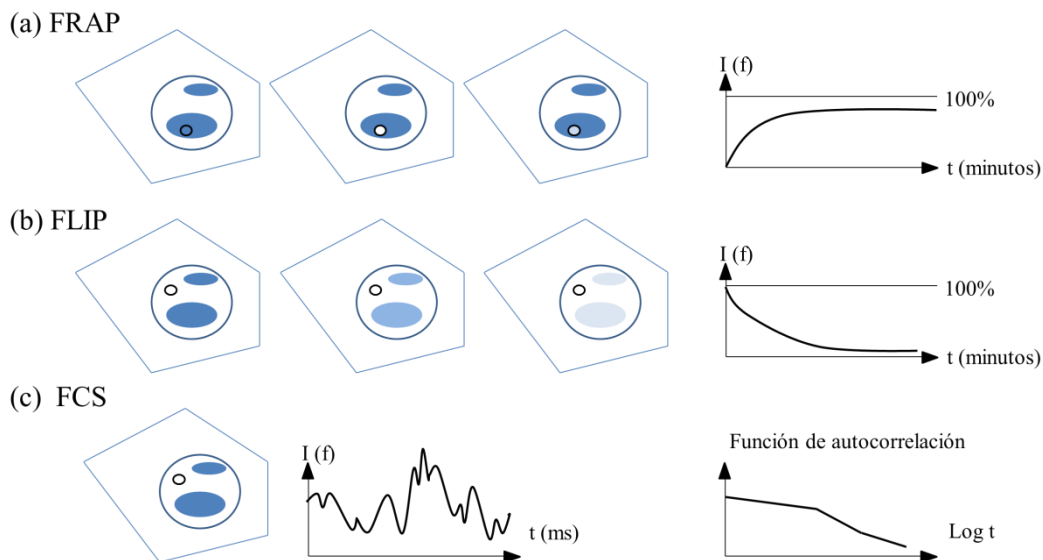 (a) FRAP
I (f)
100%
t (minutos)
(b) FLIP
I (f)
100%
t (minutos)
(c) FCS
I (f)
t (ms)
Función de autocorrelación
Log t